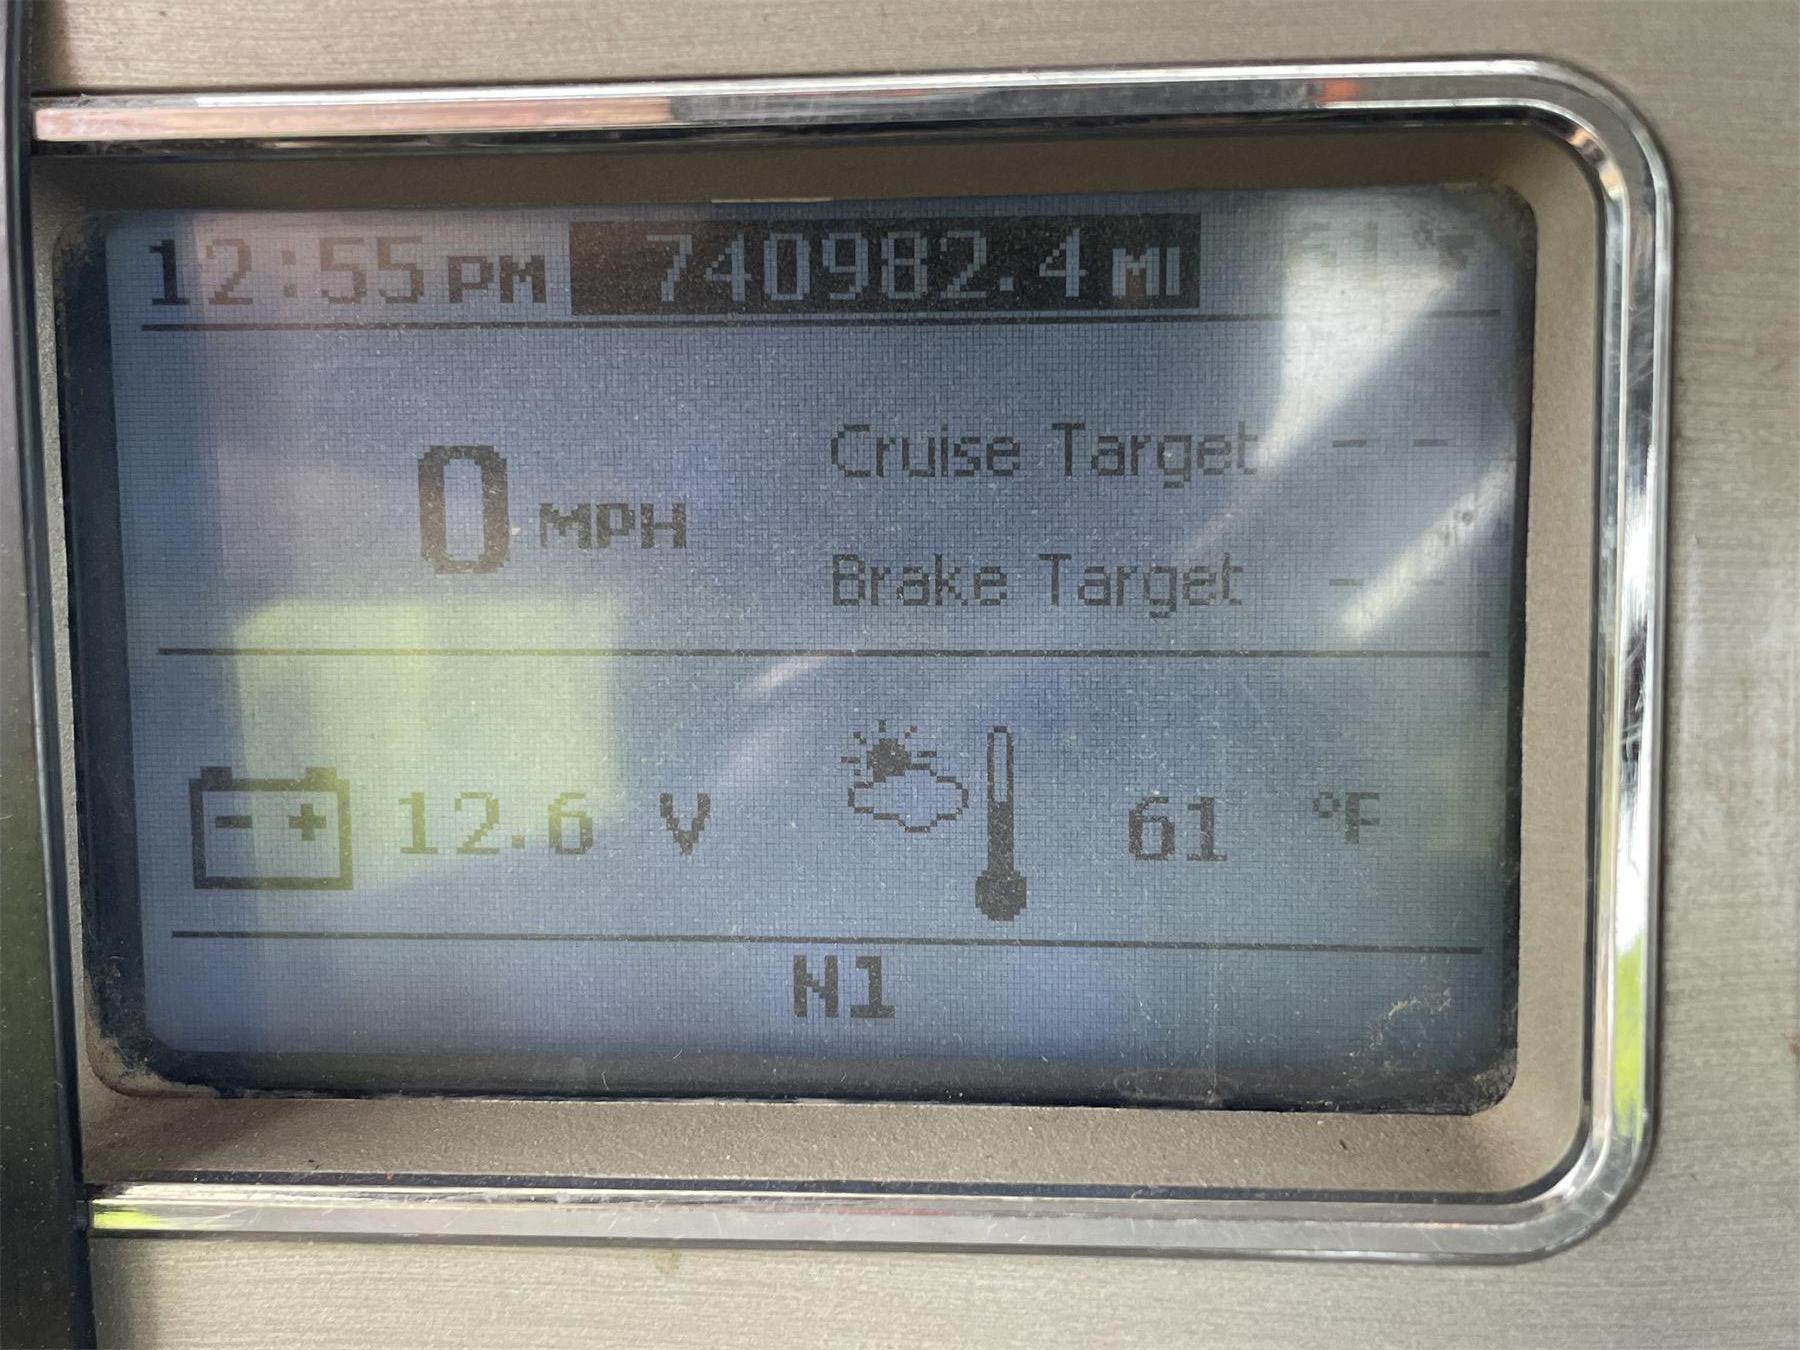 12:55 PM 740982.4 MI
0 MPH
Cruise Target - -
Brake Target - -
- + 12.6 V 61 °F
N1